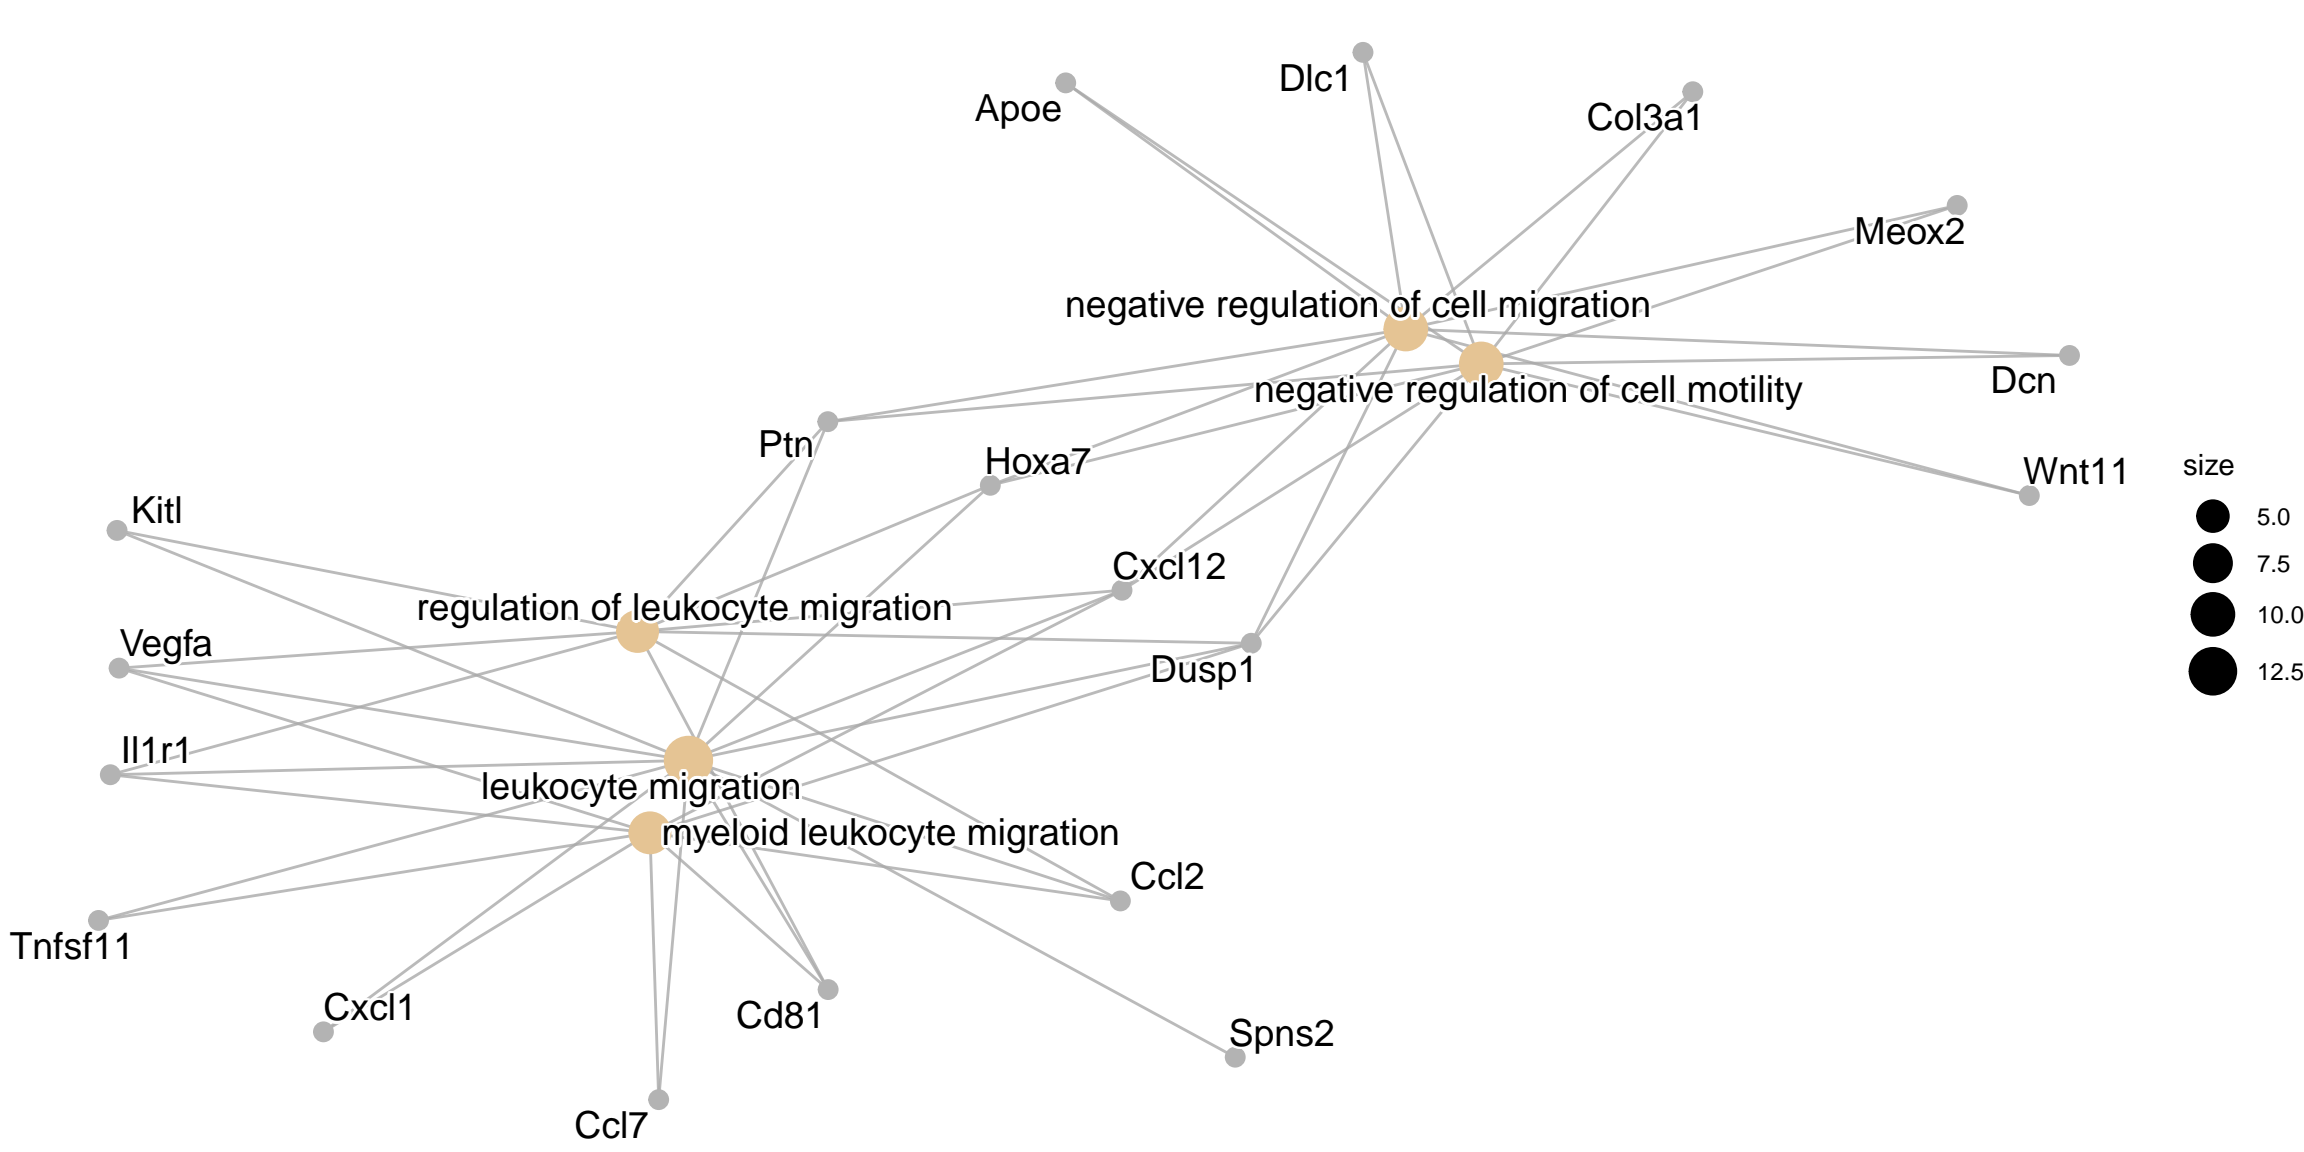 Dlc1
Apoe
Col3a1
Meox2
negative regulation of cell migration
Dcn
negative regulation of cell motility
Ptn
Hoxa7
Wnt11
size
5.0
7.5
10.0
12.5
Kitl
Cxcl12
regulation of leukocyte migration
Vegfa
Dusp1
Il1r1
leukocyte migration
myeloid leukocyte migration
Ccl2
Tnfsf11
Cxcl1
Cd81
Spns2
Ccl7